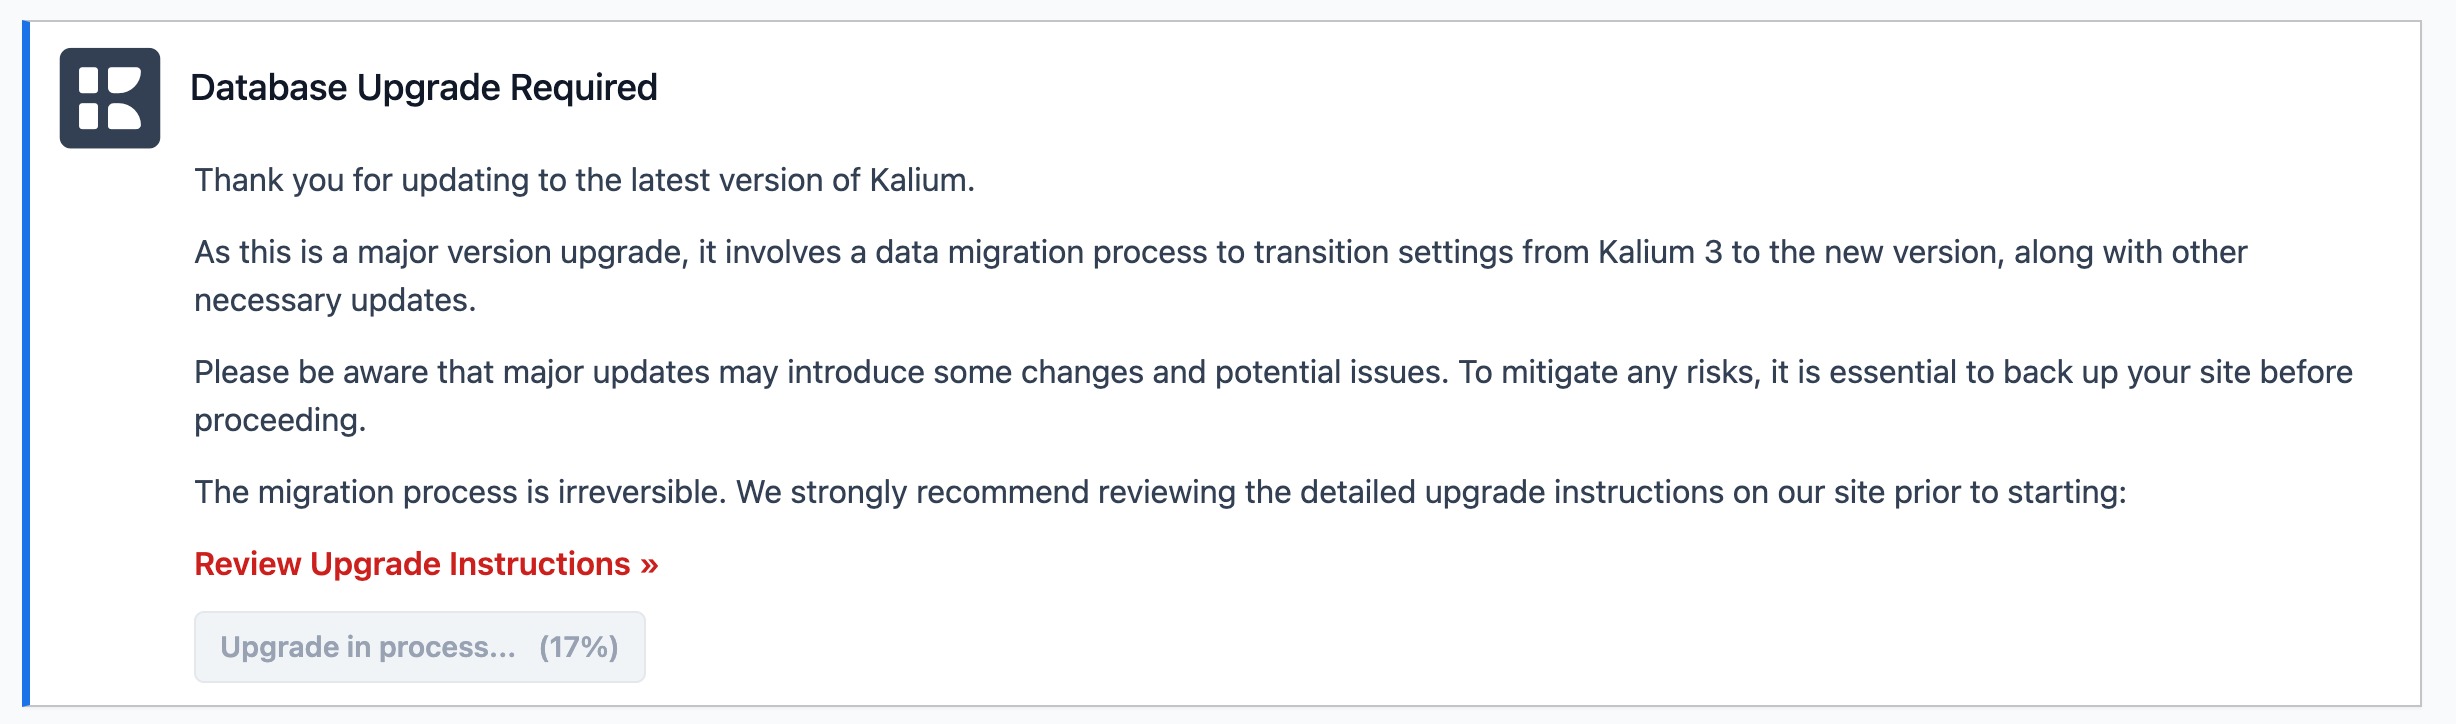 Database Upgrade Required
Thank you for updating to the latest version of Kalium.
As this is a major version upgrade, it involves a data migration process to transition settings from Kalium 3 to the new version, along with other
necessary updates.
Please be aware that major updates may introduce some changes and potential issues. To mitigate any risks, it is essential to back up your site before
proceeding.
The migration process is irreversible. We strongly recommend reviewing the detailed upgrade instructions on our site prior to starting:
Review Upgrade Instructions »
Upgrade in process... (17%)